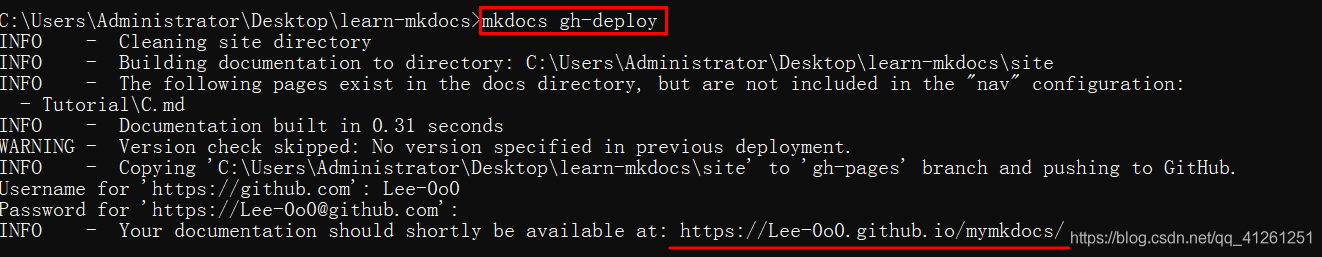 C:\Users\Administrator\Desktop\learn-mkdocs>mkdocs gh-deploy
INFO    -  Cleaning site directory
INFO    -  Building documentation to directory: C:\Users\Administrator\Desktop\learn-mkdocs\site
INFO    -  The following pages exist in the docs directory, but are not included in the "nav" configuration:
  - Tutorial\C.md
INFO    -  Documentation built in 0.31 seconds
WARNING -  Version check skipped: No version specified in previous deployment.
INFO    -  Copying 'C:\Users\Administrator\Desktop\learn-mkdocs\site' to 'gh-pages' branch and pushing to GitHub.
Username for 'https://github.com': Lee-0o0
Password for 'https://Lee-0o0@github.com':
INFO    -  Your documentation should shortly be available at: https://Lee-0o0.github.io/mymkdocs/
https://blog.csdn.net/qq_41261251